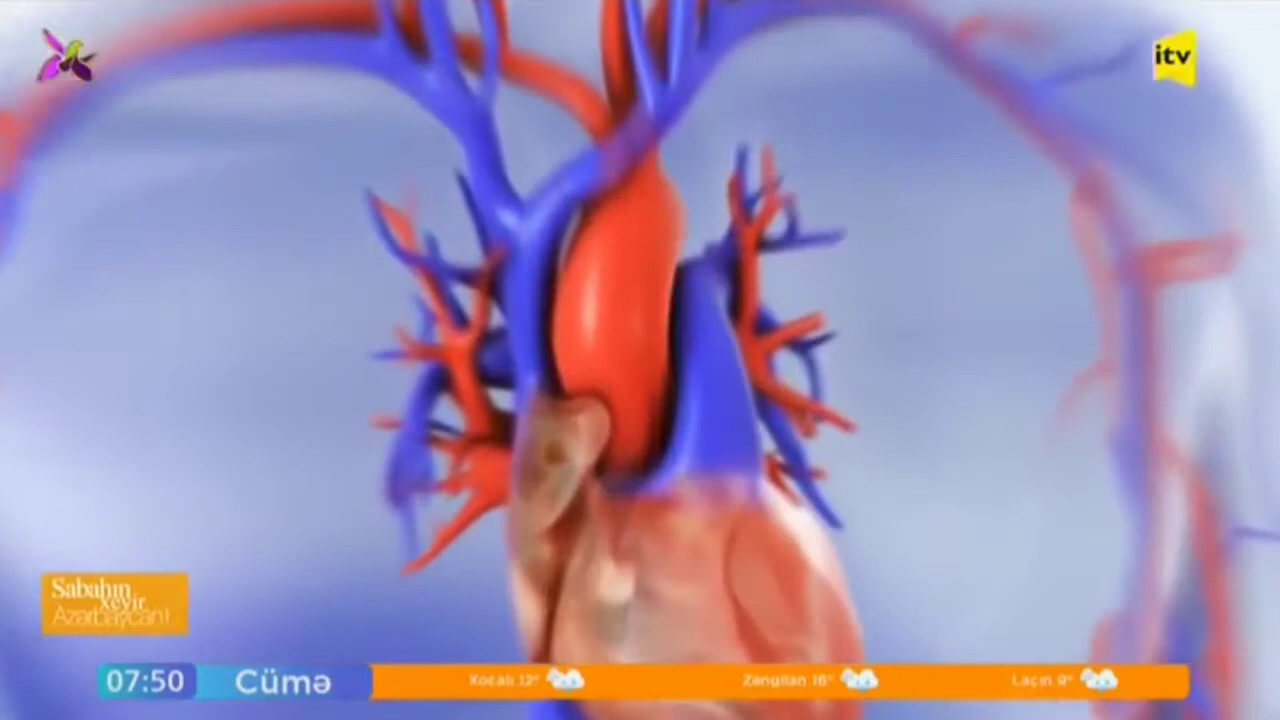 itv
Sabahın
xeyir
Azərbaycan!
07:50 Cümə Xocalı 12° Zəngilan 16° Laçın 9°